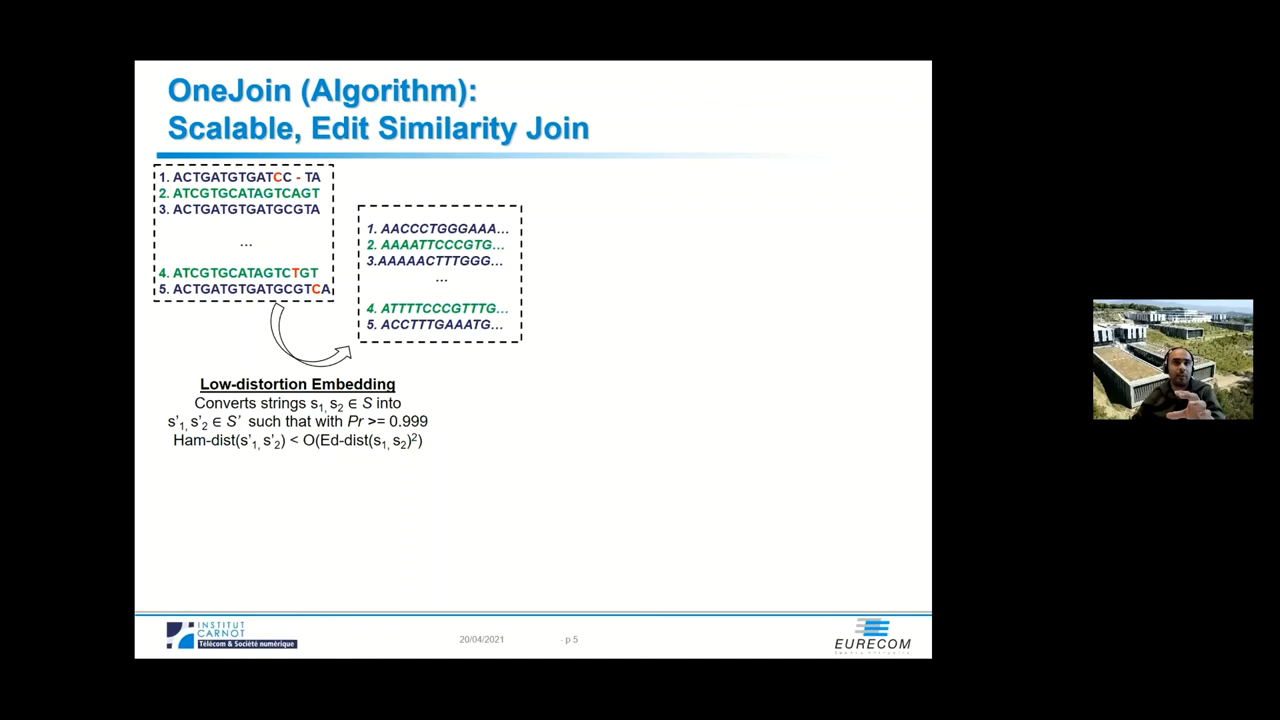 OneJoin (Algorithm):
Scalable, Edit Similarity Join
1. ACTGATGTGATCC - TA
2. ATCGTGCATAGTCAGT
3. ACTGATGTGATGCGTA
...
4. ATCGTGCATAGTCTGT
5. ACTGATGTGATGCGTCA
1. AACCCTGGGAAA...
2. AAAATTCCCGTG...
3.AAAAACTTTGGG...
...
4. ATTTTCCCGTTTG...
5. ACCTTTGAAATG...
Low-distortion Embedding
Converts strings s1, s2 ∈ S into
s'1, s'2 ∈ S' such that with Pr >= 0.999
Ham-dist(s'1, s'2) < O(Ed-dist(s1, s2)²)
INSTITUT
CARNOT
Télécom & Société numérique
20/04/2021
- p 5
EURECOM